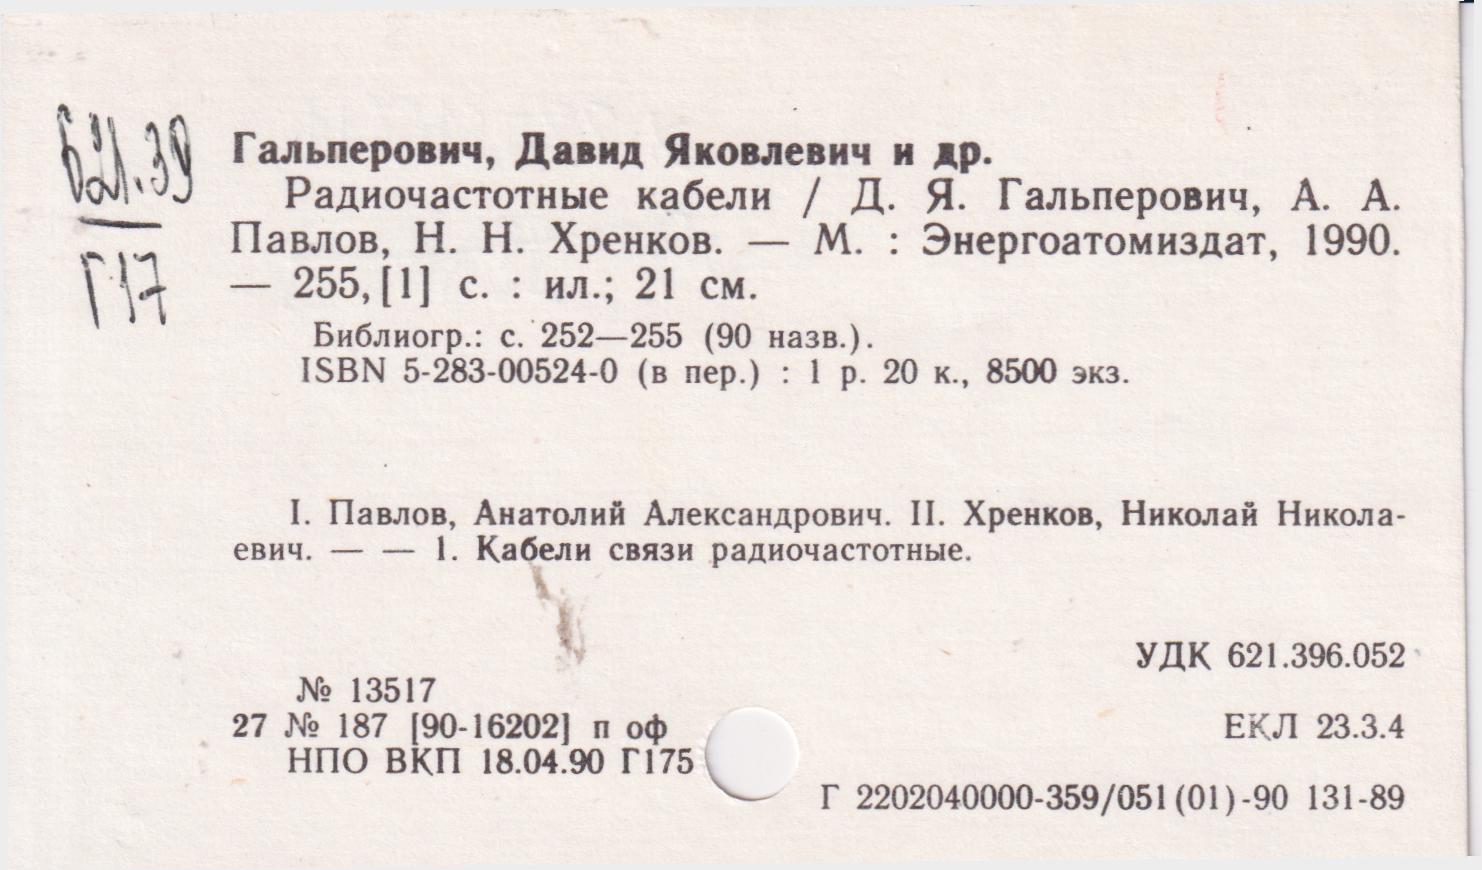 621.39
Г17
Гальперович, Давид Яковлевич и др.
Радиочастотные кабели / Д. Я. Гальперович, А. А.
Павлов, Н. Н. Хренков. — М. : Энергоатомиздат, 1990.
— 255, [1] с. : ил.; 21 см.
Библиогр.: с. 252—255 (90 назв.).
ISBN 5-283-00524-0 (в пер.) : 1 р. 20 к., 8500 экз.
I. Павлов, Анатолий Александрович. II. Хренков, Николай Никола-
евич. — — 1. Кабели связи радиочастотные.
УДК 621.396.052
№ 13517
27 № 187 [90-16202] п оф
ЕКЛ 23.3.4
НПО ВКП 18.04.90 Г175
Г 2202040000-359/051(01)-90 131-89